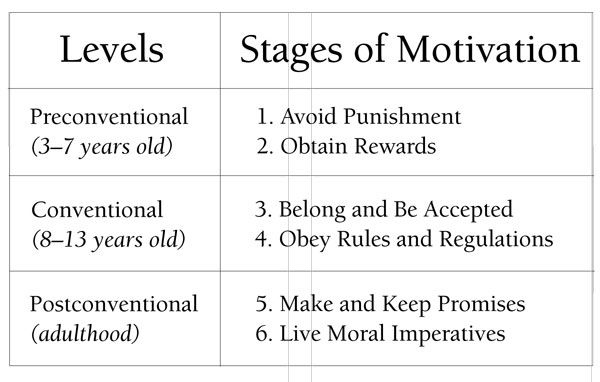 Levels
Stages of Motivation
Preconventional
(3–7 years old)
1. Avoid Punishment
2. Obtain Rewards
Conventional
(8–13 years old)
3. Belong and Be Accepted
4. Obey Rules and Regulations
Postconventional
(adulthood)
5. Make and Keep Promises
6. Live Moral Imperatives